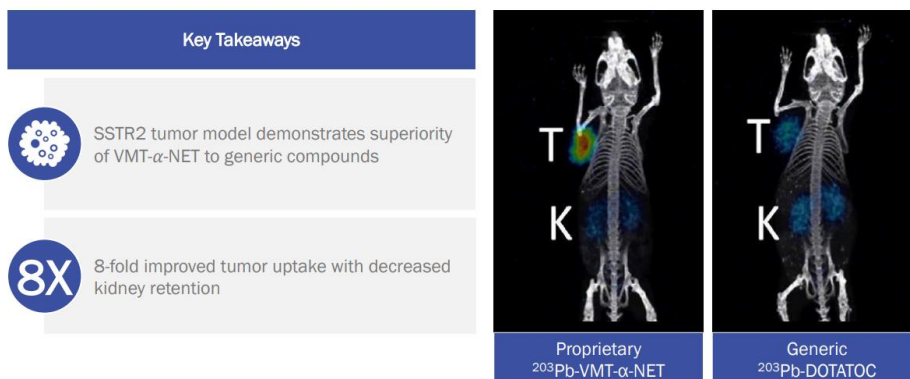 Key Takeaways
SSTR2 tumor model demonstrates superiority
of VMT-α-NET to generic compounds
8X
8-fold improved tumor uptake with decreased
kidney retention
T
K
Proprietary
²⁰³Pb-VMT-α-NET
T
K
Generic
²⁰³Pb-DOTATOC